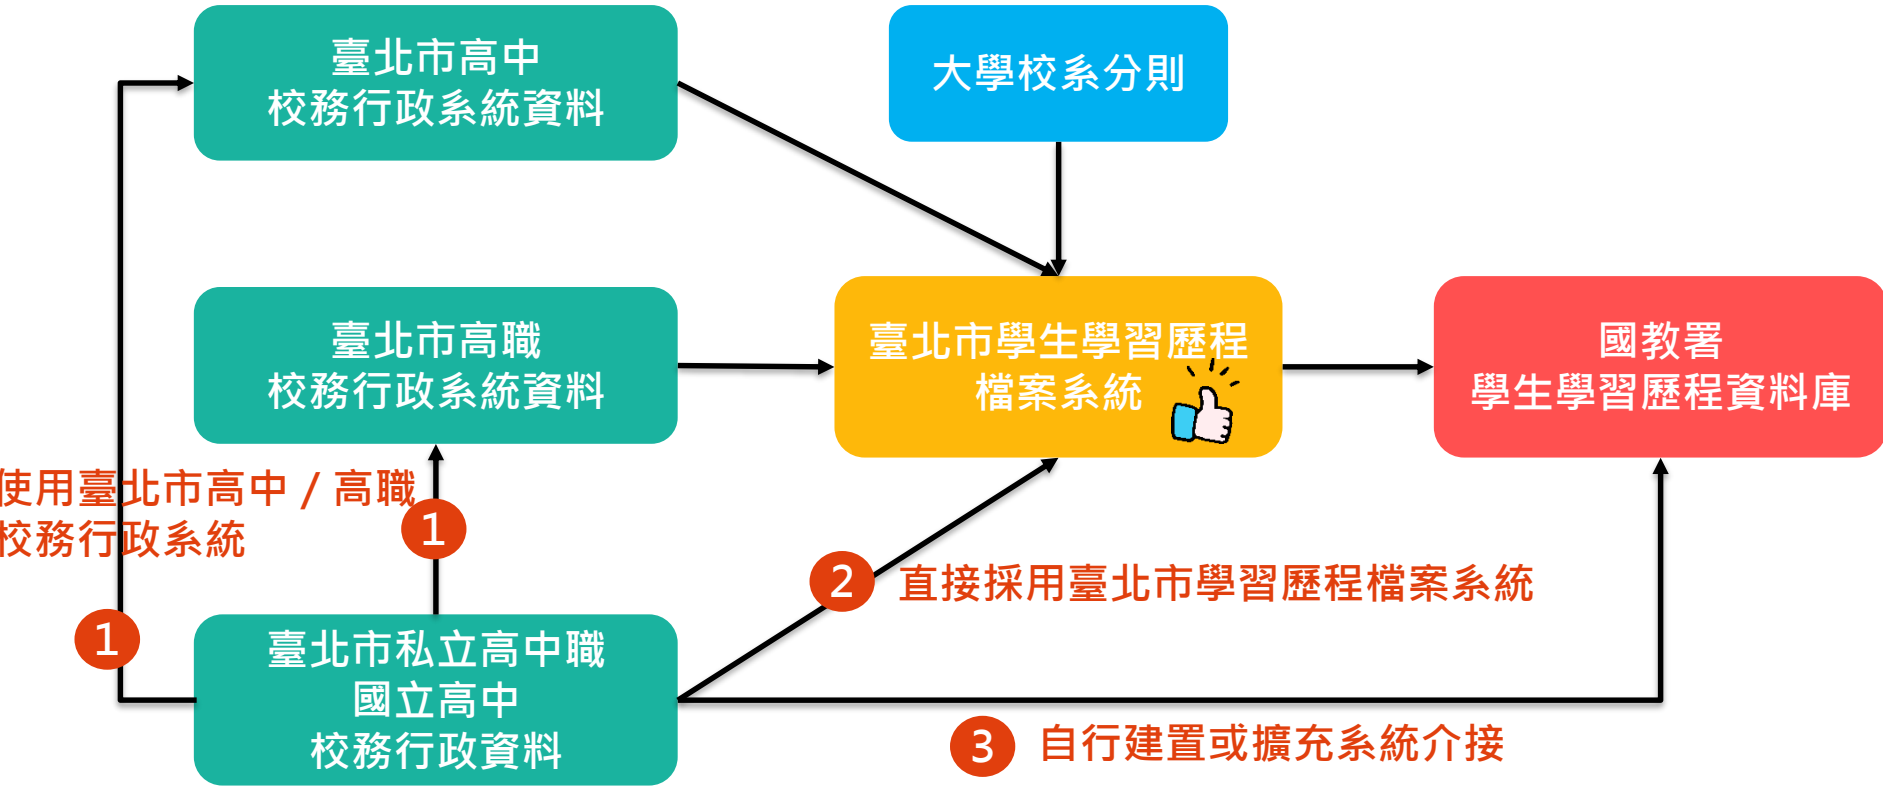 臺北市高中
校務行政系統資料
大學校系分則
臺北市高職
校務行政系統資料
臺北市學生學習歷程
檔案系統
國教署
學生學習歷程資料庫
使用臺北市高中／高職
校務行政系統
1
1
2
直接採用臺北市學習歷程檔案系統
臺北市私立高中職
國立高中
校務行政資料
3
自行建置或擴充系統介接